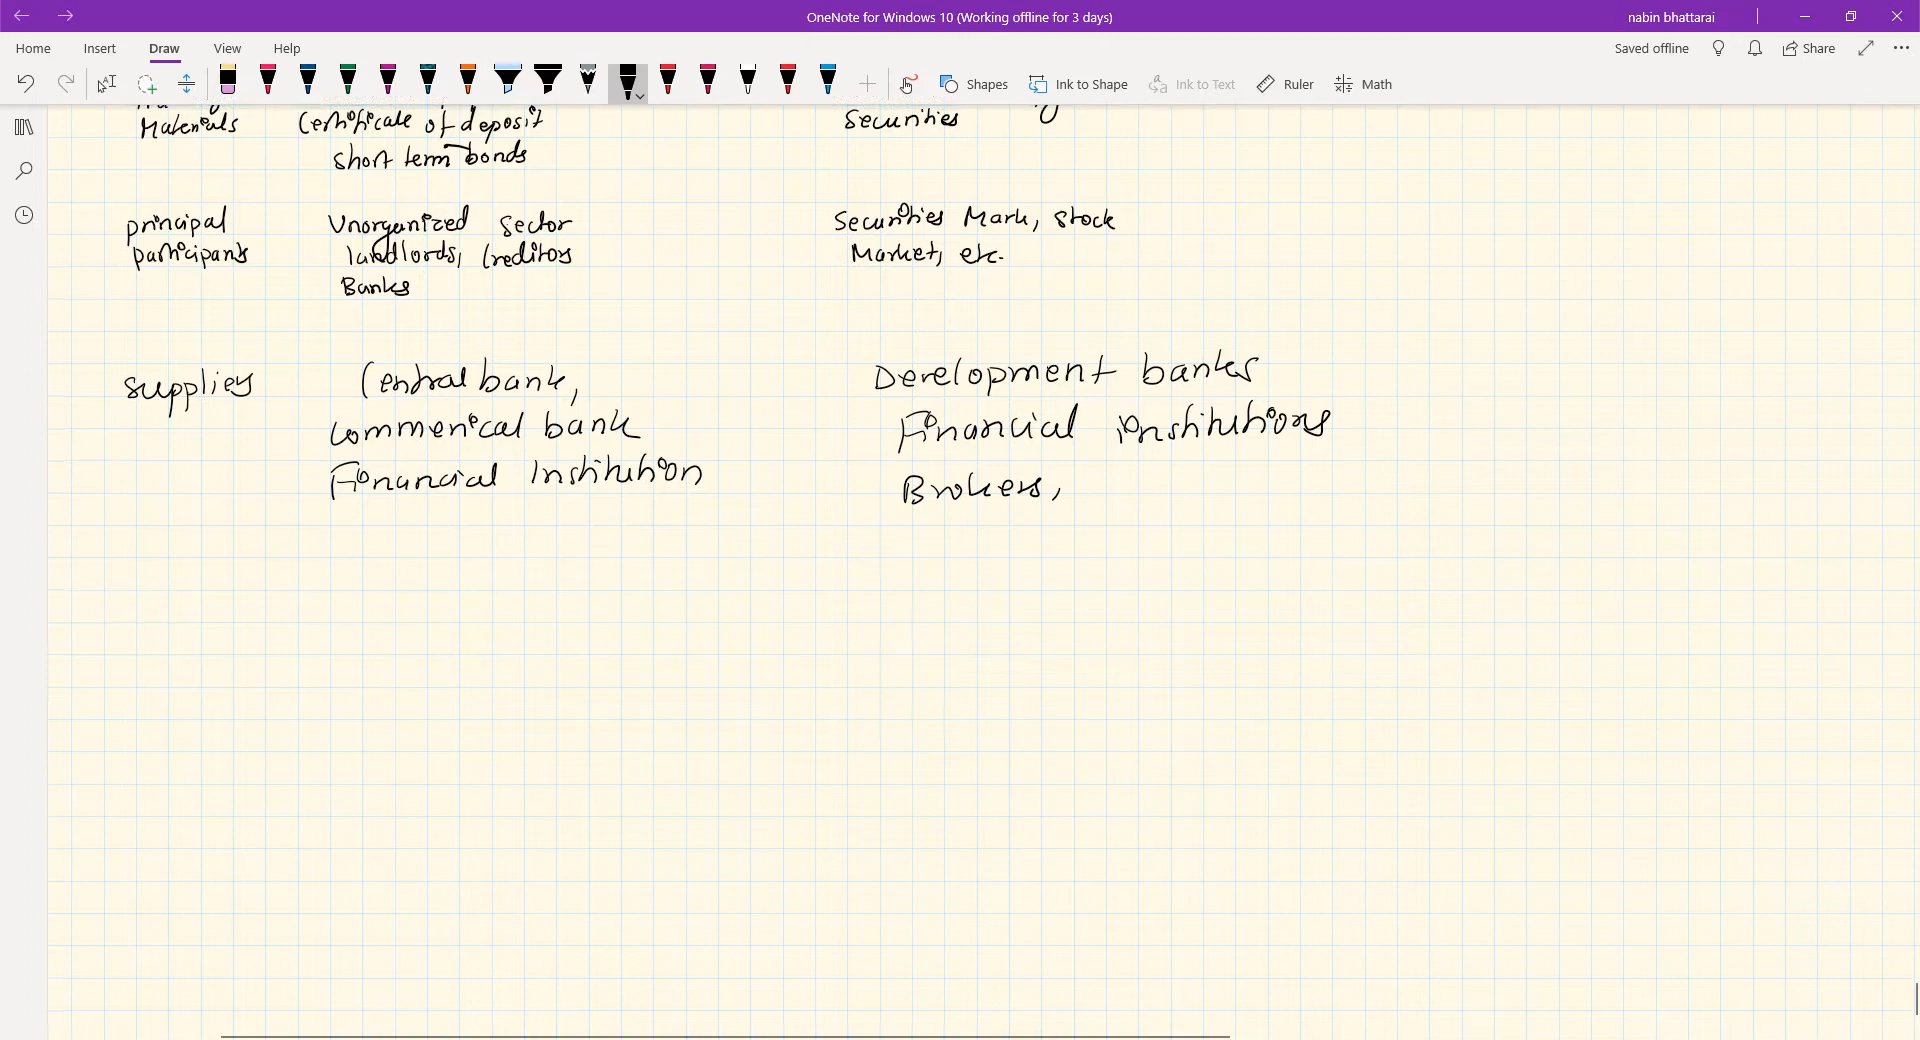 OneNote for Windows 10 (Working offline for 3 days)
nabin bhattarai
Home Insert Draw View Help
Saved offline Share
Shapes Ink to Shape Ink to Text Ruler Math
Materials Certificate of deposit Securities
short term bonds
principal Unorganized Sector Securities Mark, stock
participants landlords, Creditors Market, etc.
Banks
supplies Central bank, Development banks
commerical bank Financial institutions
Financial Institution Brokers,